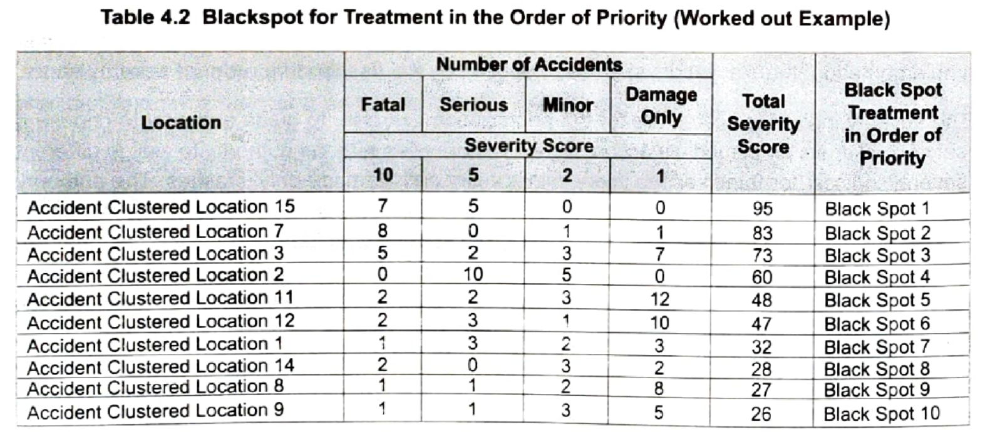 Table 4.2 Blackspot for Treatment in the Order of Priority (Worked out Example)
Location
Number of Accidents
Fatal Serious Minor Damage Only
Severity Score
10 5 2 1
Total Severity Score
Black Spot Treatment in Order of Priority
Accident Clustered Location 15 7 5 0 0 95 Black Spot 1
Accident Clustered Location 7 8 0 1 1 83 Black Spot 2
Accident Clustered Location 3 5 2 3 7 73 Black Spot 3
Accident Clustered Location 2 0 10 5 0 60 Black Spot 4
Accident Clustered Location 11 2 2 3 12 48 Black Spot 5
Accident Clustered Location 12 2 3 1 10 47 Black Spot 6
Accident Clustered Location 1 1 3 2 3 32 Black Spot 7
Accident Clustered Location 14 2 0 3 2 28 Black Spot 8
Accident Clustered Location 8 1 1 2 8 27 Black Spot 9
Accident Clustered Location 9 1 1 3 5 26 Black Spot 10